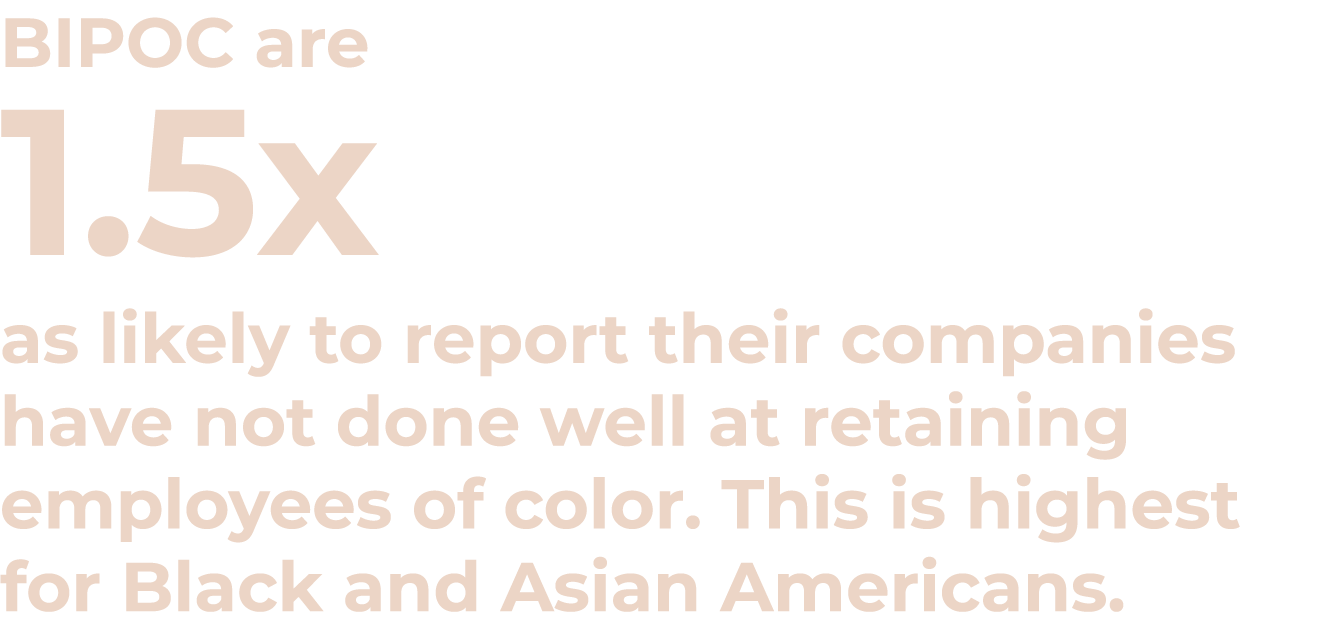 BIPOC are
1.5x
as likely to report their companies
have not done well at retaining
employees of color. This is highest
for Black and Asian Americans.